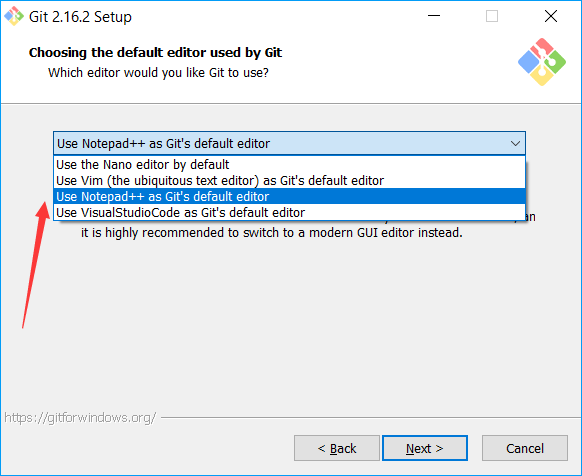 Git 2.16.2 Setup
Choosing the default editor used by Git
Which editor would you like Git to use?
Use Notepad++ as Git's default editor
Use the Nano editor by default
Use Vim (the ubiquitous text editor) as Git's default editor
Use Notepad++ as Git's default editor
Use VisualStudioCode as Git's default editor
it is highly recommended to switch to a modern GUI editor instead.
https://gitforwindows.org/
< Back
Next >
Cancel